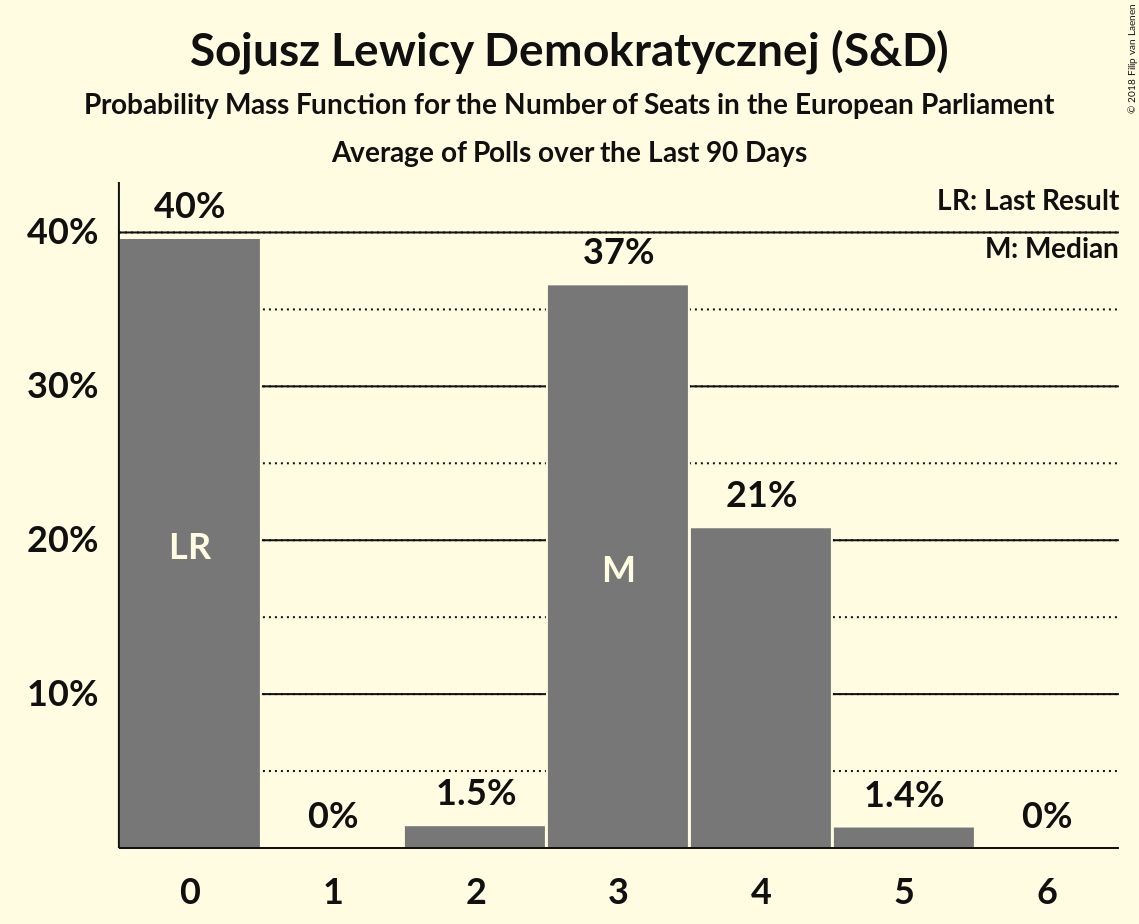 Sojusz Lewicy Demokratycznej (S&D)
Probability Mass Function for the Number of Seats in the European Parliament
Average of Polls over the Last 90 Days
© 2018 Filip van Laenen
LR: Last Result
M: Median
40%
30%
20%
10%
40%
0%
1.5%
37%
21%
1.4%
0%
LR
M
0 1 2 3 4 5 6